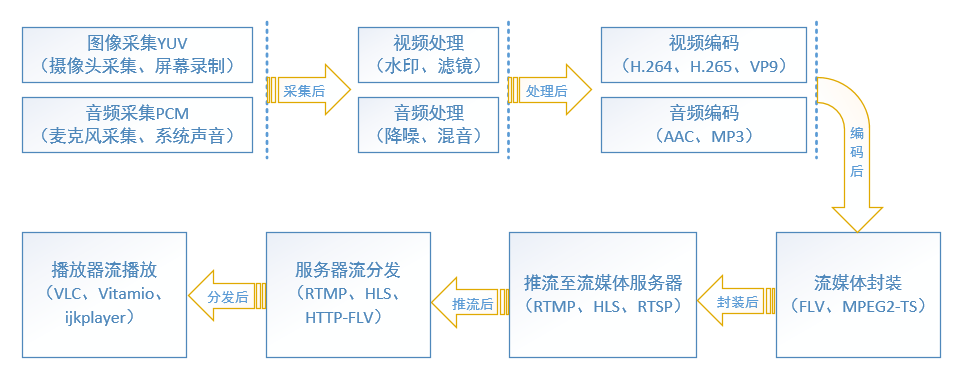 图像采集YUV
（摄像头采集、屏幕录制）
音频采集PCM
（麦克风采集、系统声音）
采集后
视频处理
（水印、滤镜）
音频处理
（降噪、混音）
处理后
视频编码
（H.264、H.265、VP9）
音频编码
（AAC、MP3）
编码后
流媒体封装
（FLV、MPEG2-TS）
封装后
推流至流媒体服务器
（RTMP、HLS、RTSP）
推流后
服务器流分发
（RTMP、HLS、
HTTP-FLV）
分发后
播放器流播放
（VLC、Vitamio、
ijkplayer）